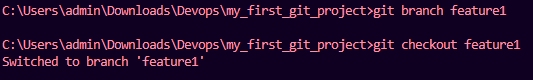 C:\Users\admin\Downloads\Devops\my_first_git_project>git branch feature1
C:\Users\admin\Downloads\Devops\my_first_git_project>git checkout feature1
Switched to branch 'feature1'